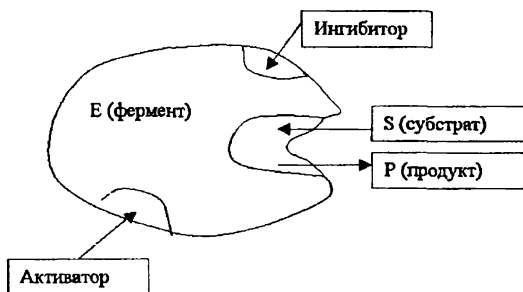 Ингибитор
E (фермент)
S (субстрат)
P (продукт)
Активатор